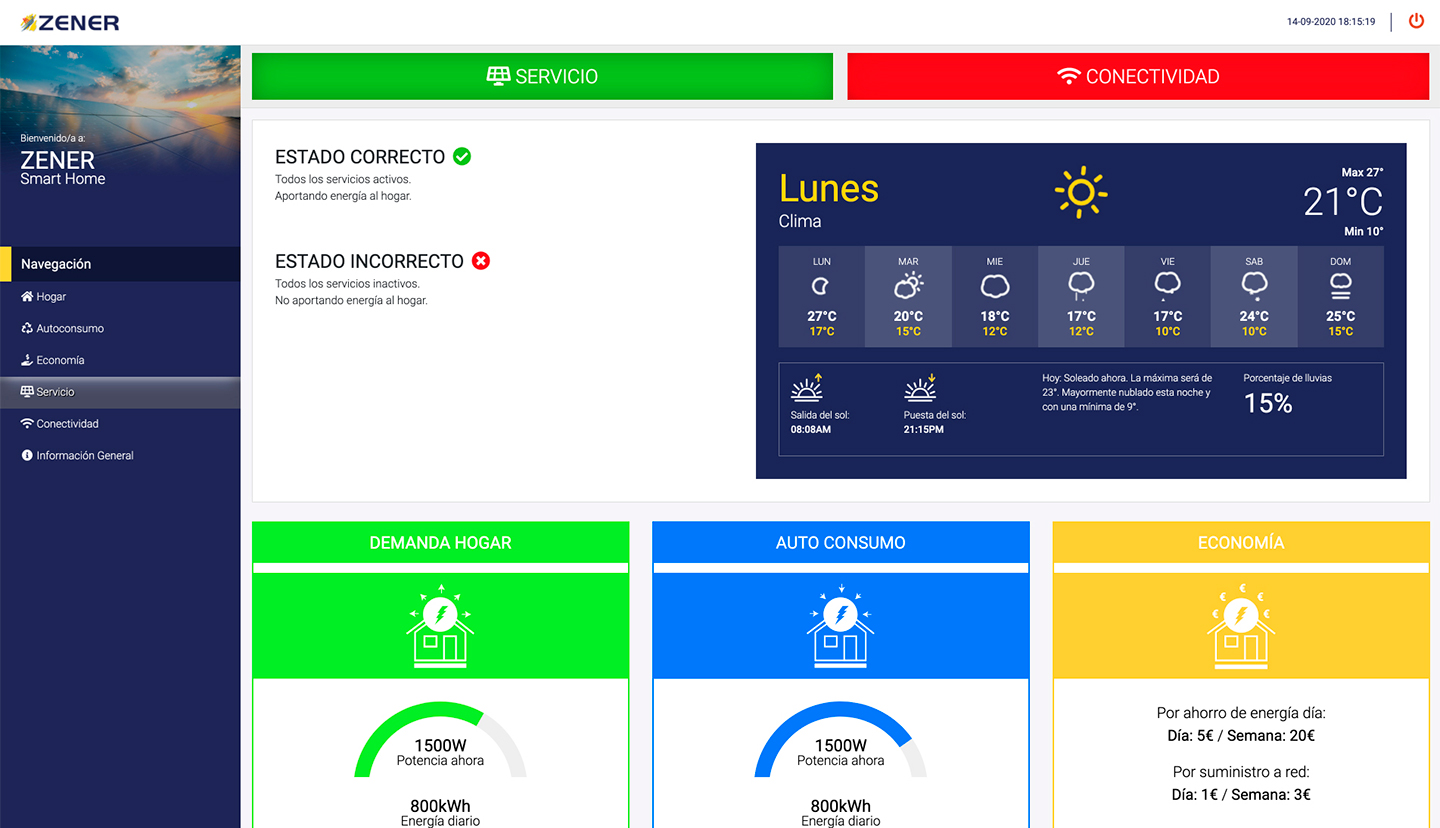 ZENER
14-09-2020 18:15:19
Bienvenido/a a:
ZENER
Smart Home
Navegación
Hogar
Autoconsumo
Economía
Servicio
Conectividad
Información General
SERVICIO
CONECTIVIDAD
ESTADO CORRECTO
Todos los servicios activos.
Aportando energía al hogar.
ESTADO INCORRECTO
Todos los servicios inactivos.
No aportando energía al hogar.
Lunes
Clima
Max 27°
21°C
Min 10°
LUN MAR MIE JUE VIE SAB DOM
27°C 20°C 18°C 17°C 17°C 24°C 25°C
17°C 15°C 12°C 12°C 10°C 10°C 15°C
Salida del sol:
08:08AM
Puesta del sol:
21:15PM
Hoy: Soleado ahora. La máxima será de
23°. Mayormente nublado esta noche y
con una mínima de 9°.
Porcentaje de lluvias
15%
DEMANDA HOGAR
1500W
Potencia ahora
800kWh
Energía diario
AUTO CONSUMO
1500W
Potencia ahora
800kWh
Energía diario
ECONOMÍA
€ € € € €
Por ahorro de energía día:
Día: 5€ / Semana: 20€
Por suministro a red:
Día: 1€ / Semana: 3€